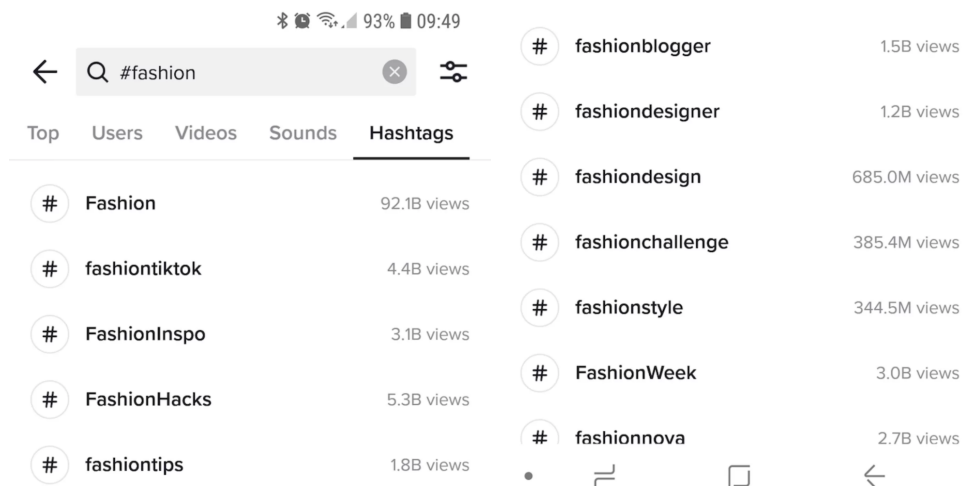 93% 09:49
#fashion
Top Users Videos Sounds Hashtags
# Fashion 92.1B views
# fashiontiktok 4.4B views
# FashionInspo 3.1B views
# FashionHacks 5.3B views
# fashiontips 1.8B views
# fashionblogger 1.5B views
# fashiondesigner 1.2B views
# fashiondesign 685.0M views
# fashionchallenge 385.4M views
# fashionstyle 344.5M views
# FashionWeek 3.0B views
# fashionnova 2.7B views